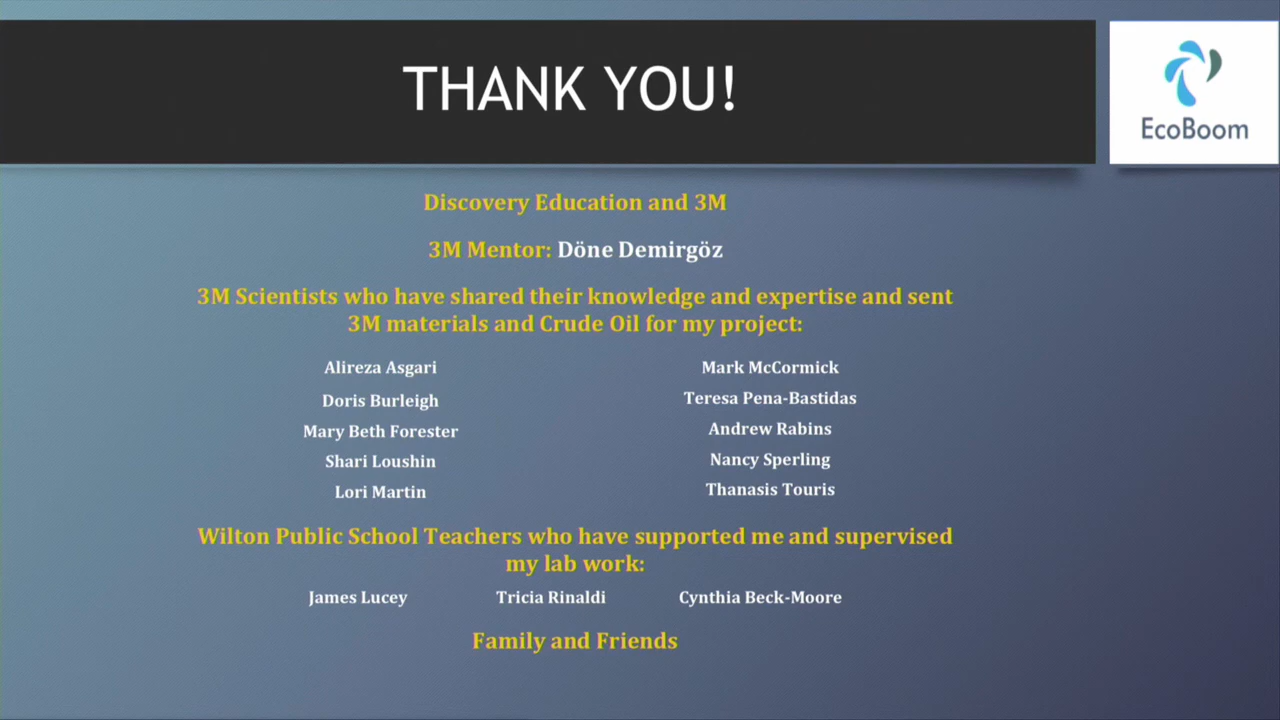 THANK YOU!
EcoBoom
Discovery Education and 3M
3M Mentor: Döne Demirgöz
3M Scientists who have shared their knowledge and expertise and sent
3M materials and Crude Oil for my project:
Alireza Asgari
Doris Burleigh
Mary Beth Forester
Shari Loushin
Lori Martin
Mark McCormick
Teresa Pena-Bastidas
Andrew Rabins
Nancy Sperling
Thanasis Touris
Wilton Public School Teachers who have supported me and supervised
my lab work:
James Lucey Tricia Rinaldi Cynthia Beck-Moore
Family and Friends